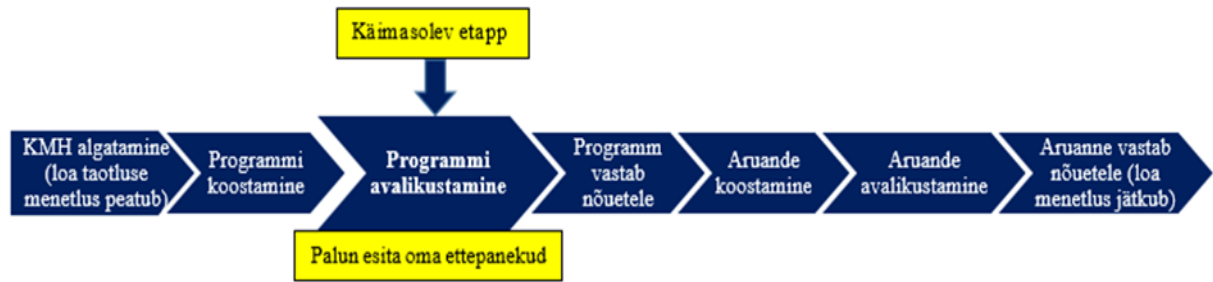 Käimasolev etapp
KMH algatamine
(loa taotluse
menetlus peatub)
Programmi
koostamine
Programmi
avalikustamine
Programm
vastab
nõuetele
Aruande
koostamine
Aruande
avalikustamine
Aruanne vastab
nõuetele (loa
menetlus jätkub)
Palun esita oma ettepanekud